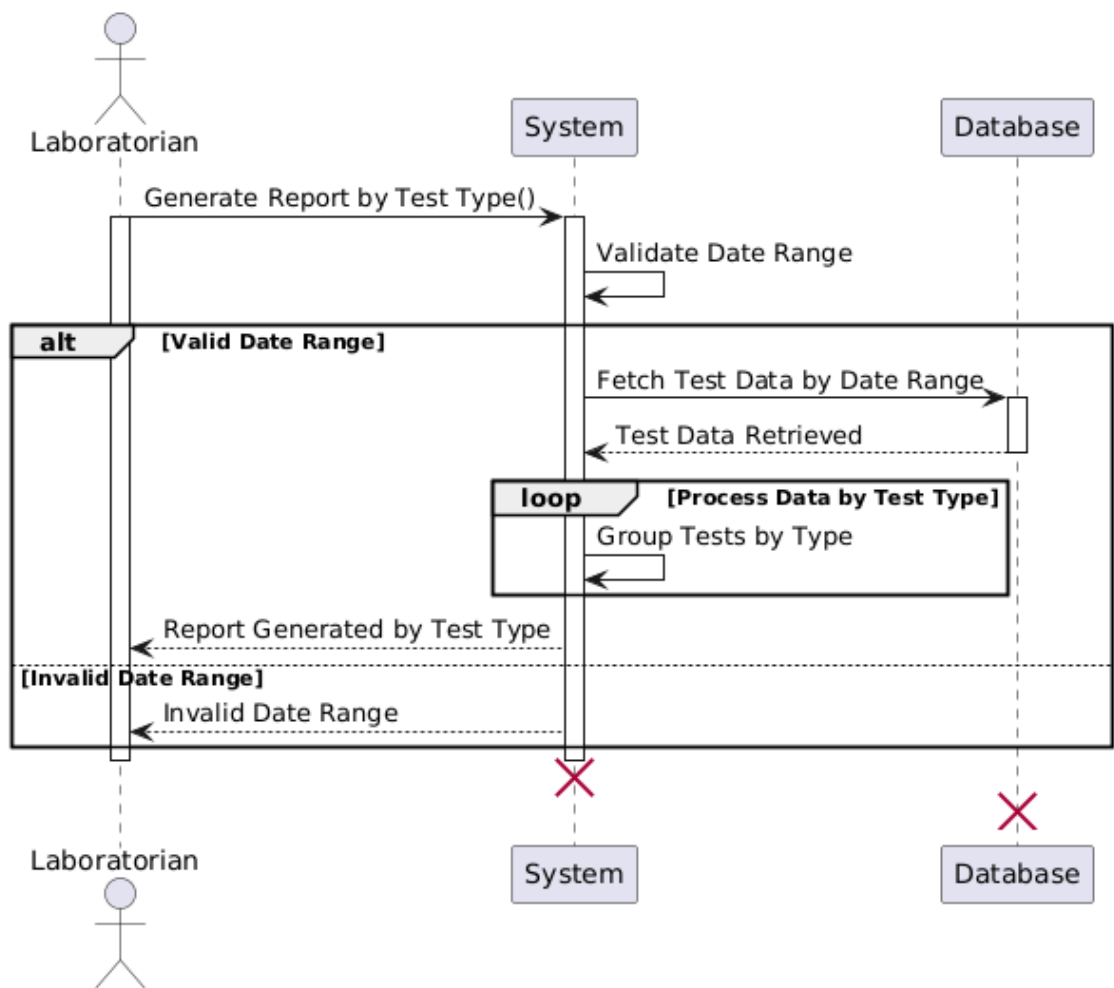 Laboratorian
System
Database
Generate Report by Test Type()
Validate Date Range
alt
[Valid Date Range]
Fetch Test Data by Date Range
Test Data Retrieved
loop
[Process Data by Test Type]
Group Tests by Type
Report Generated by Test Type
[Invalid Date Range]
Invalid Date Range
Laboratorian
System
Database